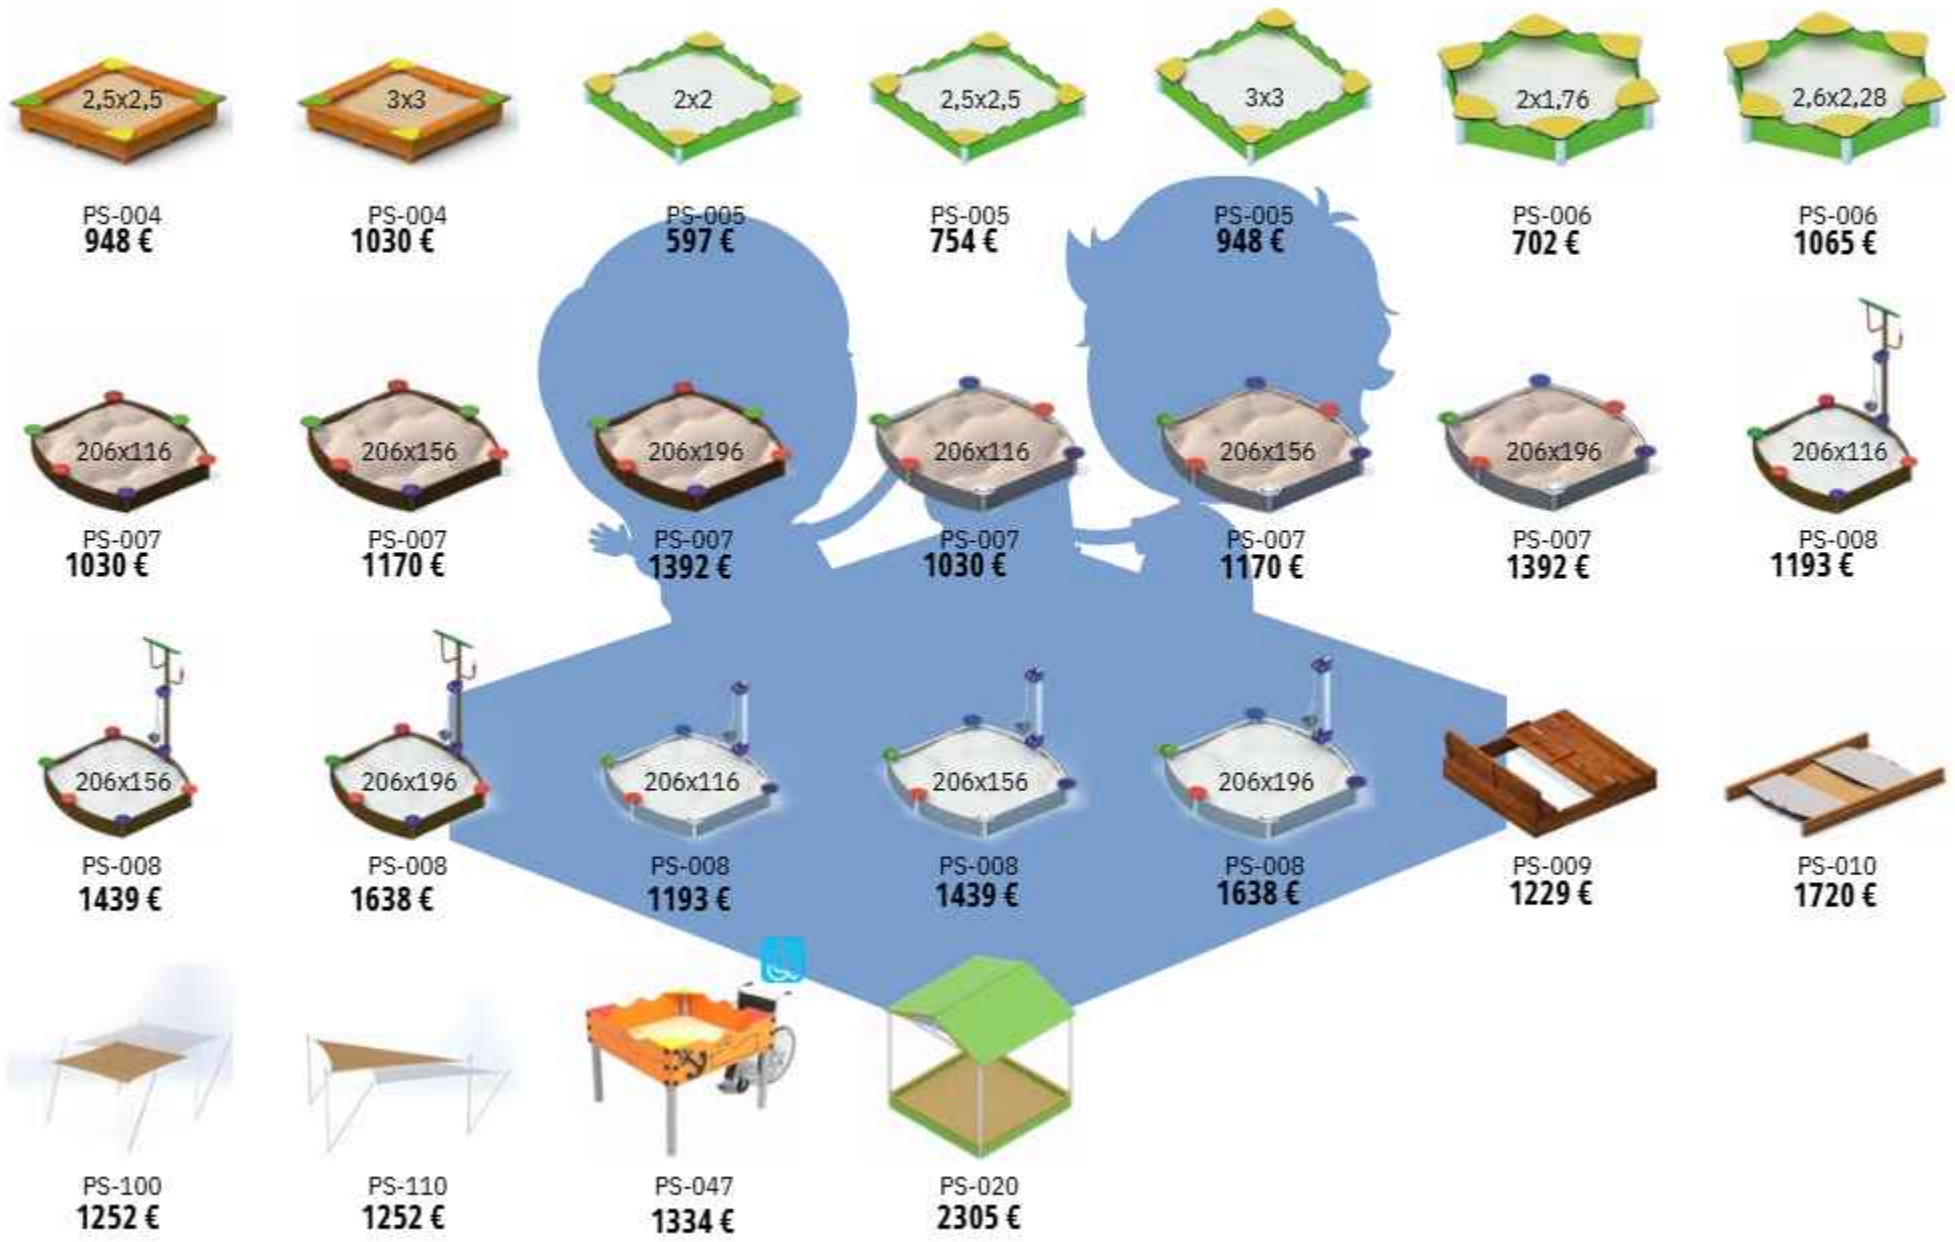 2,5x2,5
3x3
2x2
2,5x2,5
3x3
2x1,76
2,6x2,28
PS-004
948 €
PS-004
1030 €
PS-005
597 €
PS-005
754 €
PS-005
948 €
PS-006
702 €
PS-006
1065 €
206x116
206x156
206x196
206x116
206x156
206x196
206x116
PS-007
1030 €
PS-007
1170 €
PS-007
1392 €
PS-007
1030 €
PS-007
1170 €
PS-007
1392 €
PS-008
1193 €
206x156
206x196
206x116
206x156
206x196
PS-008
1439 €
PS-008
1638 €
PS-008
1193 €
PS-008
1439 €
PS-008
1638 €
PS-009
1229 €
PS-010
1720 €
PS-100
1252 €
PS-110
1252 €
PS-047
1334 €
PS-020
2305 €